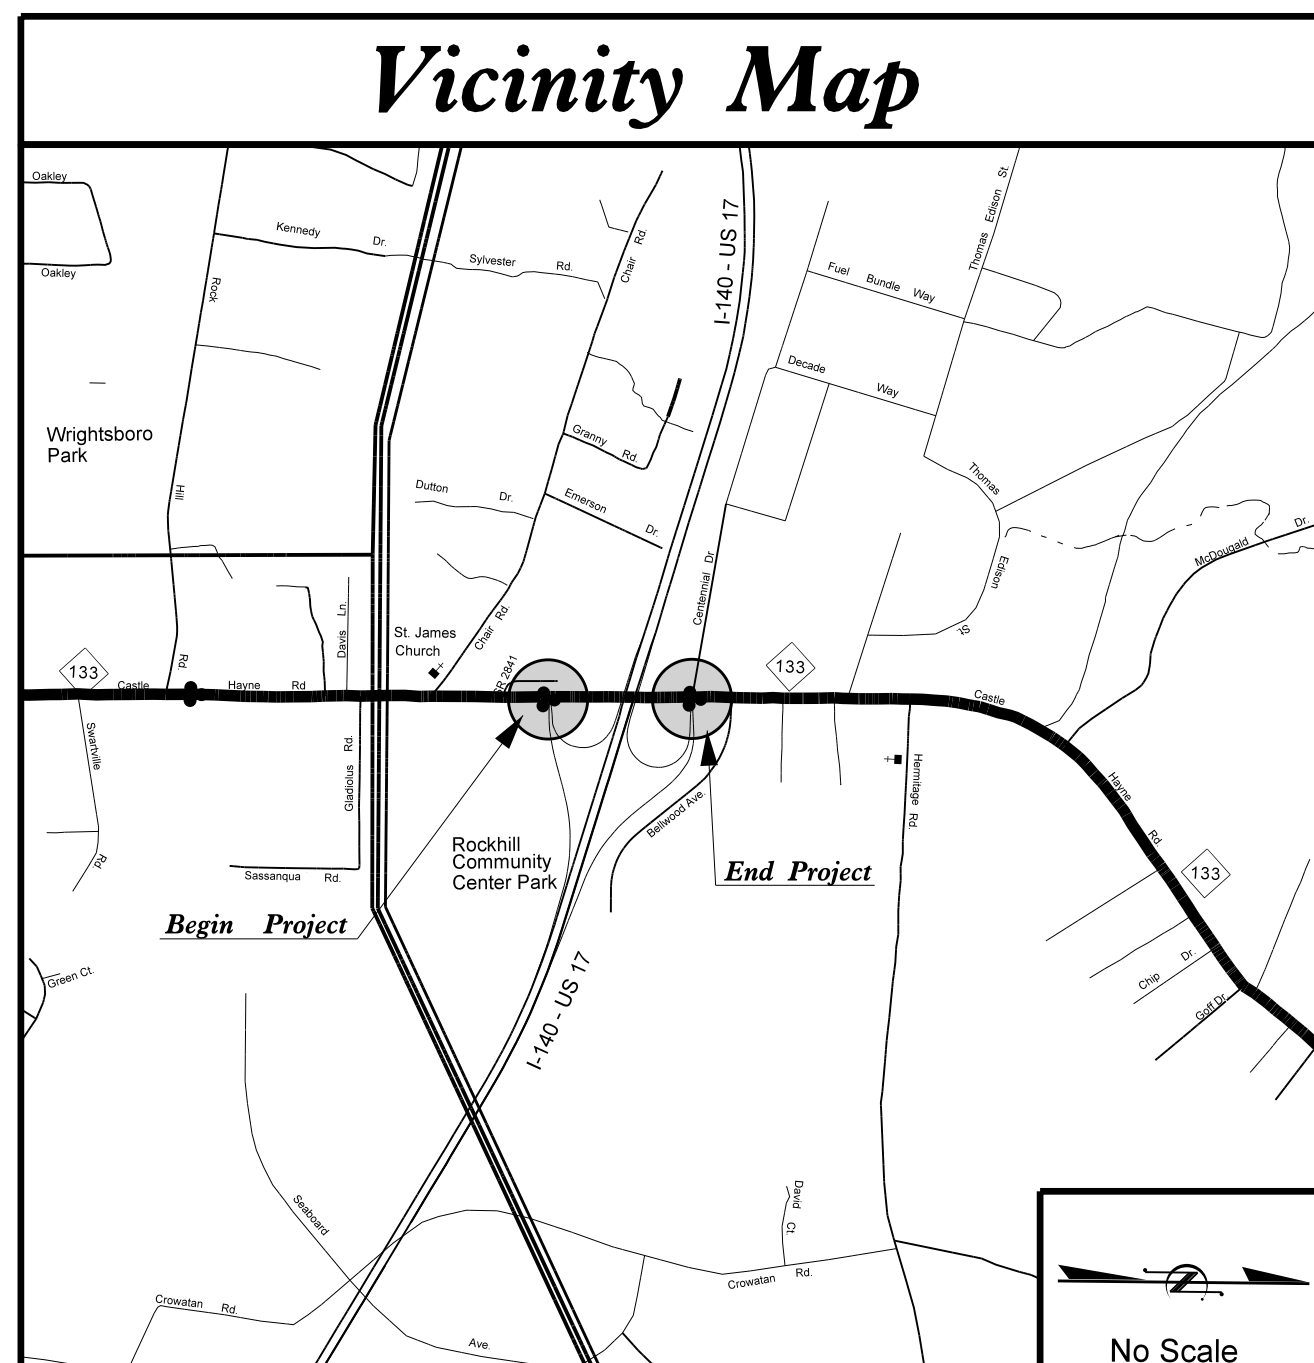 Vicinity Map
Oakley
Oakley
Kennedy Dr.
Sylvester Rd.
Chair Rd.
I-140 - US 17
Thomas Edison St.
Fuel Bundle Way
Rock
Decade Way
Wrightsboro
Park
Granny Rd.
Hill
Dutton Dr.
Emerson Dr.
Thomas
McDougald Dr.
Centennial Dr
Edison
St.
Davis Ln.
St. James
Church
Chair Rd.
SR 2841
Rd.
133
Castle Hayne Rd
133
Castle
Swartville
Rd
Gladiolus Rd.
Hermitage Rd.
Hayne
Rd.
Bellwood Ave.
Rockhill
Community
Center Park
Sassanqua Rd.
End Project
133
Begin Project
Green Ct.
Chip Dr.
Goff Dr.
I-140 - US 17
Seaboard
David Ct.
Crowatan Rd.
Crowatan Rd.
Ave.
No Scale